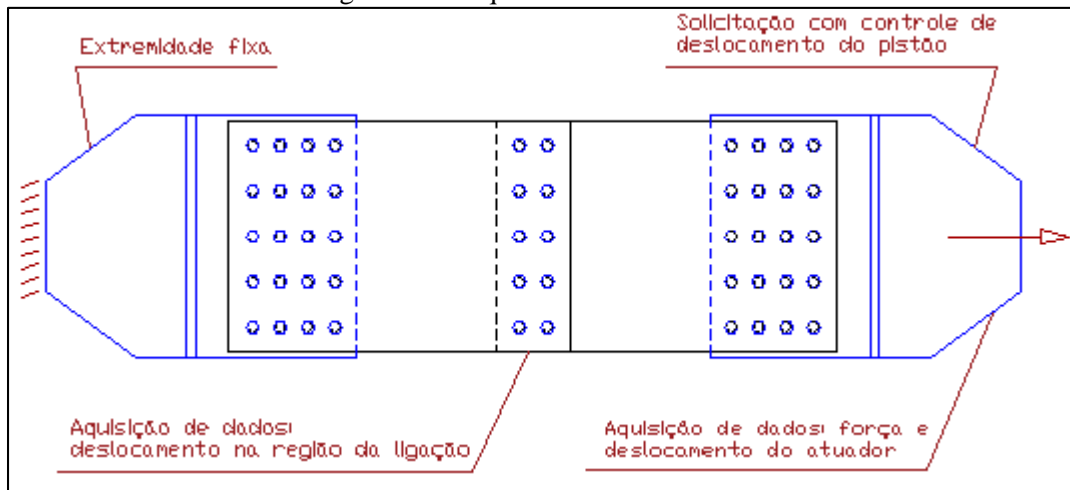 Extremidade fixa
Solicitação com controle de
deslocamento do pistão
Aquisição de dados:
deslocamento na região da ligação
Aquisição de dados: força e
deslocamento do atuador